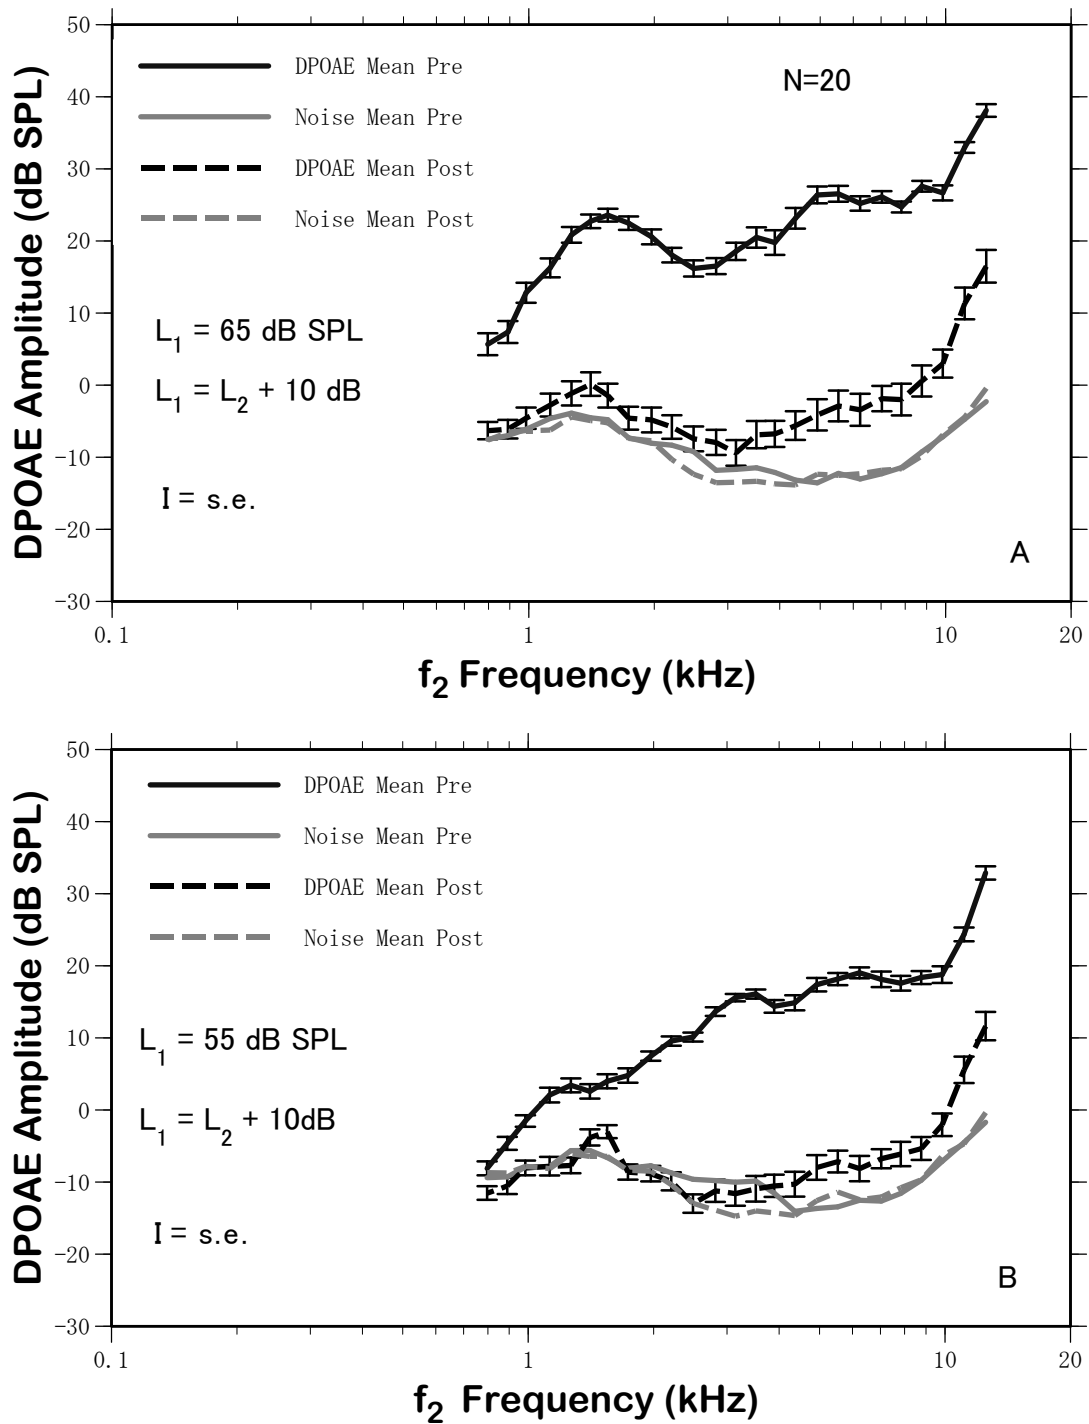 50
40
30
20
10
0
-10
-20
-30
DPOAE Amplitude (dB SPL)
DPOAE Mean Pre
Noise Mean Pre
DPOAE Mean Post
Noise Mean Post
N=20
L1 = 65 dB SPL
L1 = L2 + 10 dB
I = s.e.
A
0.1 1 10 20
f2 Frequency (kHz)
50
40
30
20
10
0
-10
-20
-30
DPOAE Amplitude (dB SPL)
DPOAE Mean Pre
Noise Mean Pre
DPOAE Mean Post
Noise Mean Post
L1 = 55 dB SPL
L1 = L2 + 10dB
I = s.e.
B
0.1 1 10 20
f2 Frequency (kHz)